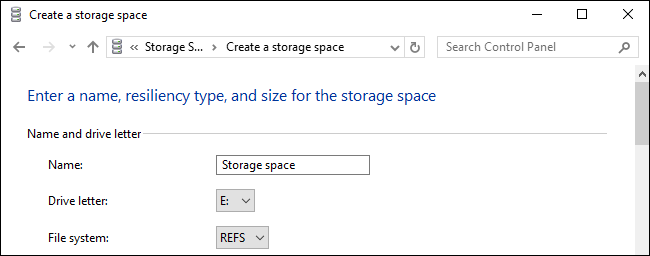 Create a storage space
« Storage S... > Create a storage space
Search Control Panel
Enter a name, resiliency type, and size for the storage space
Name and drive letter
Name: Storage space
Drive letter: E:
File system: REFS